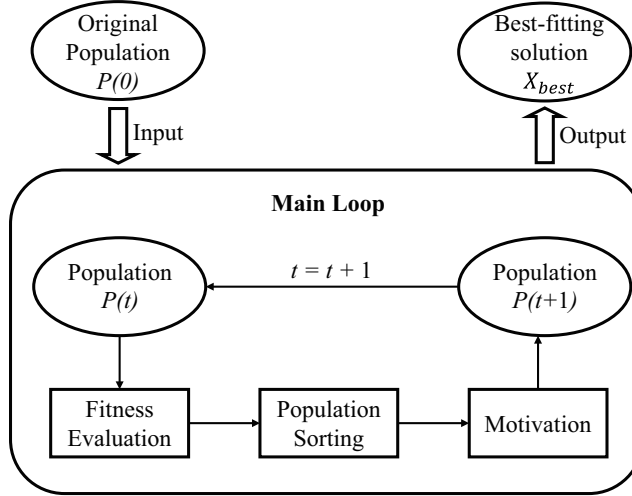 Original
Population
P(0)
Best-fitting
solution
X_best
Input
Output
Main Loop
Population
P(t)
t = t + 1
Population
P(t+1)
Fitness
Evaluation
Population
Sorting
Motivation